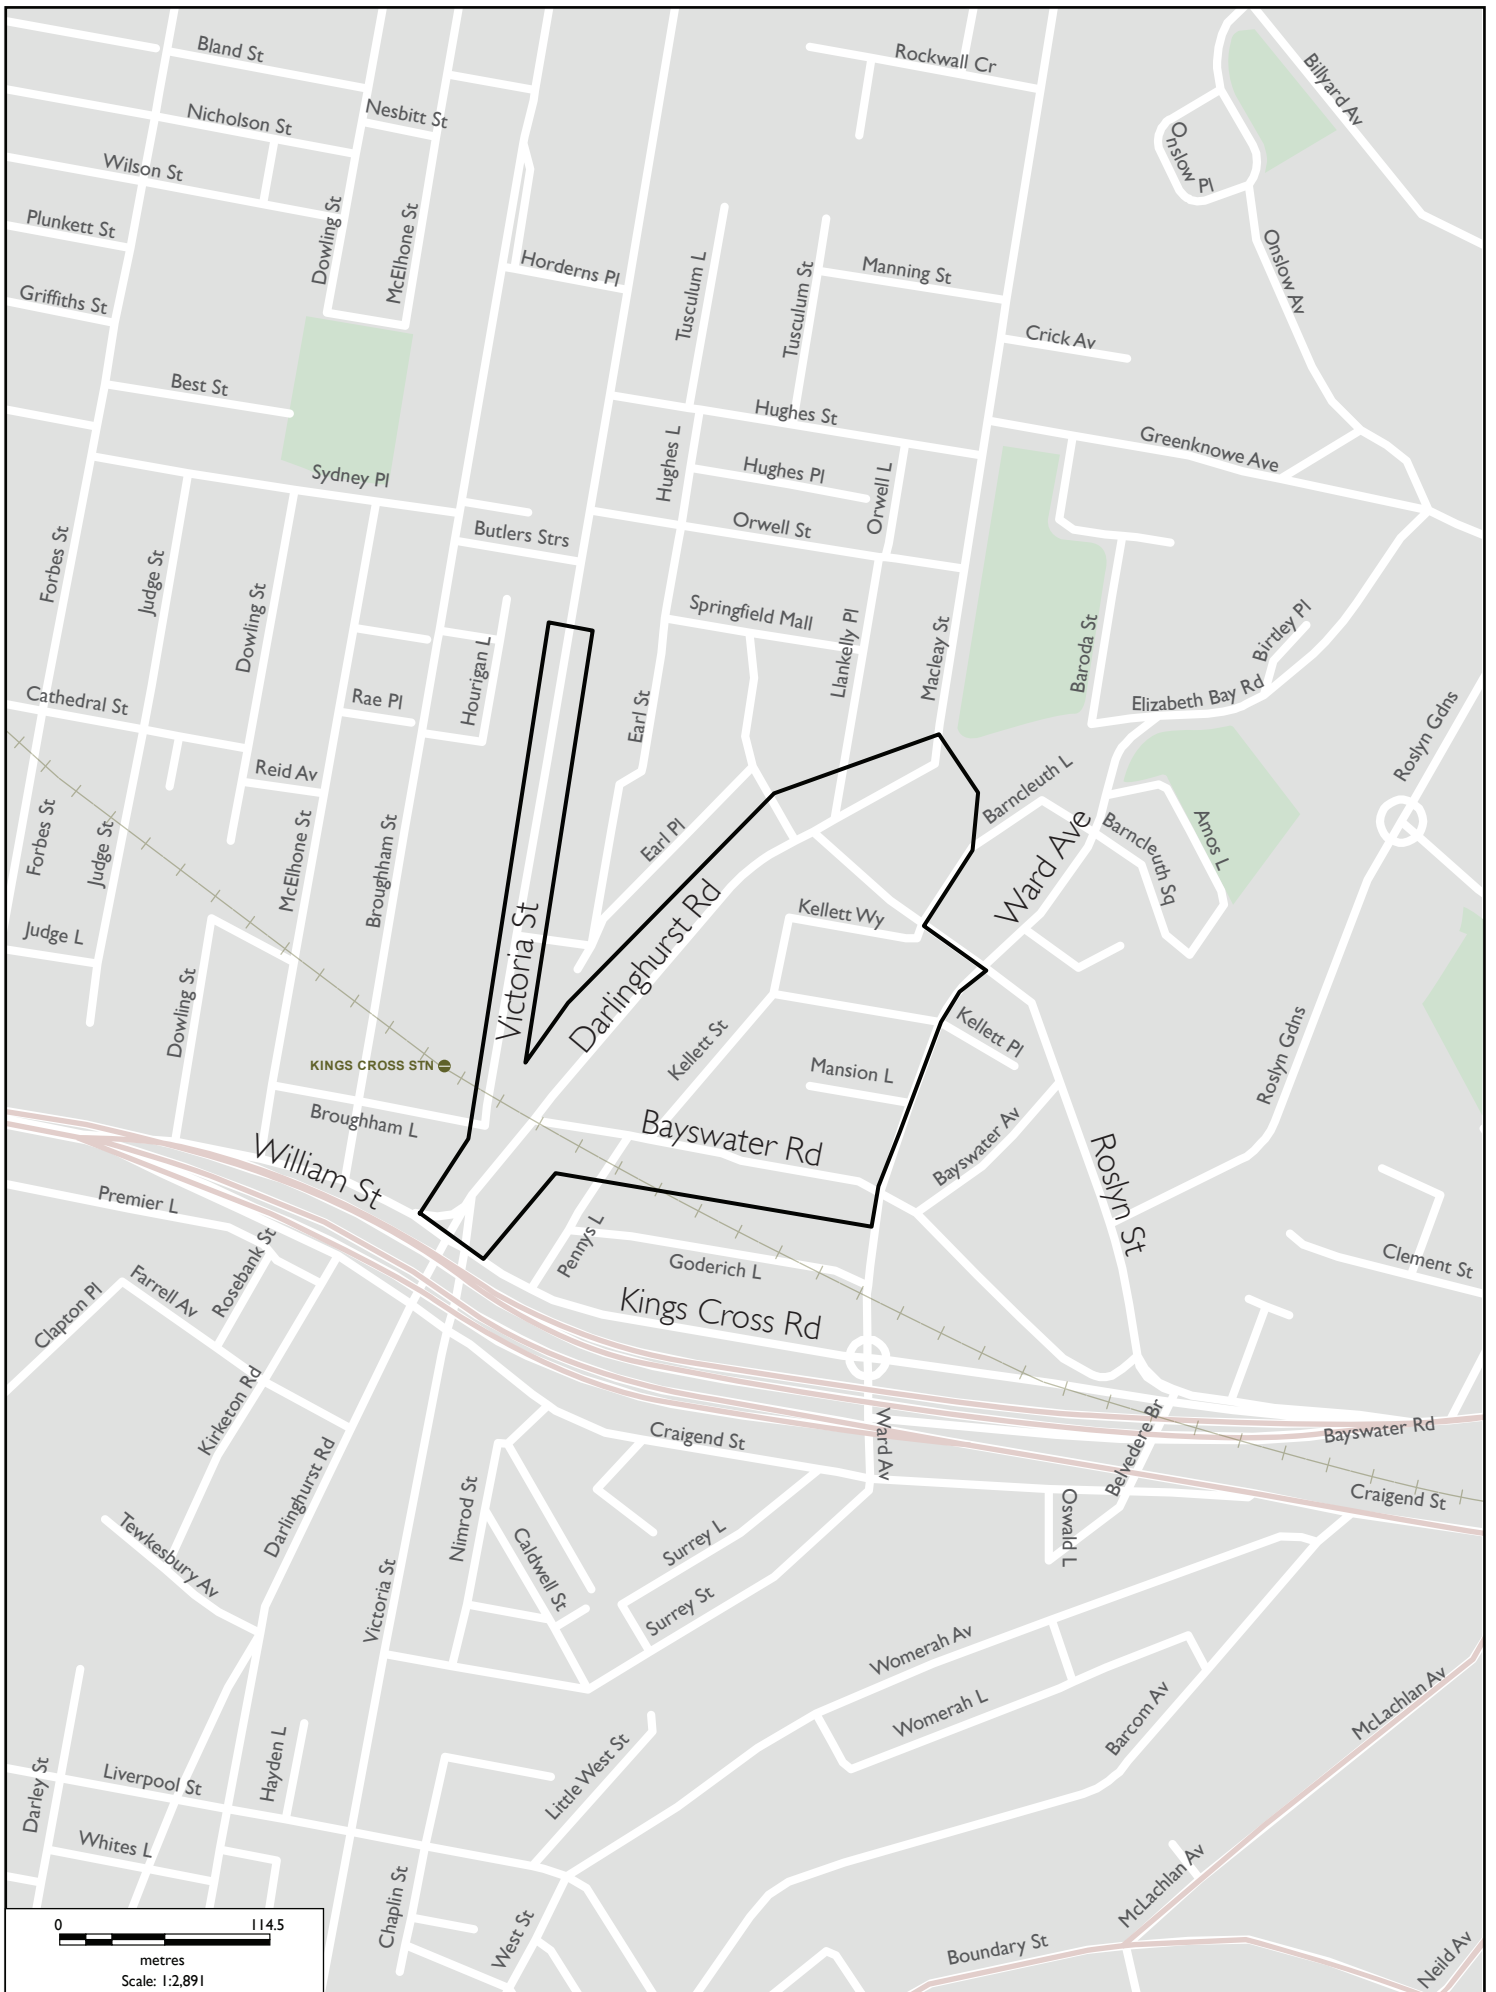 Bland St
Rockwall Cr
Billyard Av
Nicholson St
Nesbitt St
Onslow Pl
Wilson St
Plunkett St
Dowling St
McElhone St
Horderns Pl
Tusculum L
Tusculum St
Manning St
Onslow Av
Griffiths St
Crick Av
Best St
Hughes St
Greenknowe Ave
Hughes L
Hughes Pl
Orwell L
Sydney Pl
Butlers Strs
Orwell St
Forbes St
Judge St
Dowling St
Springfield Mall
Llankelly Pl
Macleay St
Baroda St
Birtley Pl
Hourigan L
Elizabeth Bay Rd
Cathedral St
Rae Pl
Earl St
Roslyn Gdns
Reid Av
Barncleuth L
Forbes St
Judge St
McElhone St
Broughham St
Earl Pl
Ward Ave
Barncleuth Sq
Amos L
Judge L
Victoria St
Darlinghurst Rd
Kellett Wy
Dowling St
Kellett St
Kellett Pl
KINGS CROSS STN
Mansion L
Roslyn Gdns
Broughham L
Bayswater Rd
Bayswater Av
William St
Roslyn St
Premier L
Pennys L
Goderich L
Clement St
Rosebank St
Farrell Av
Clapton Pl
Kings Cross Rd
Kirketon Rd
Darlinghurst Rd
Craigend St
Ward Av
Belvedere Br
Bayswater Rd
Craigend St
Nimrod St
Oswald L
Tewkesbury Av
Caldwell St
Surrey L
Victoria St
Surrey St
Womerah Av
Womerah L
Barcom Av
McLachlan Av
Hayden L
Little West St
Darley St
Liverpool St
Whites L
Chaplin St
West St
McLachlan Av
Boundary St
Neild Av
0 114.5
metres
Scale: 1:2,891